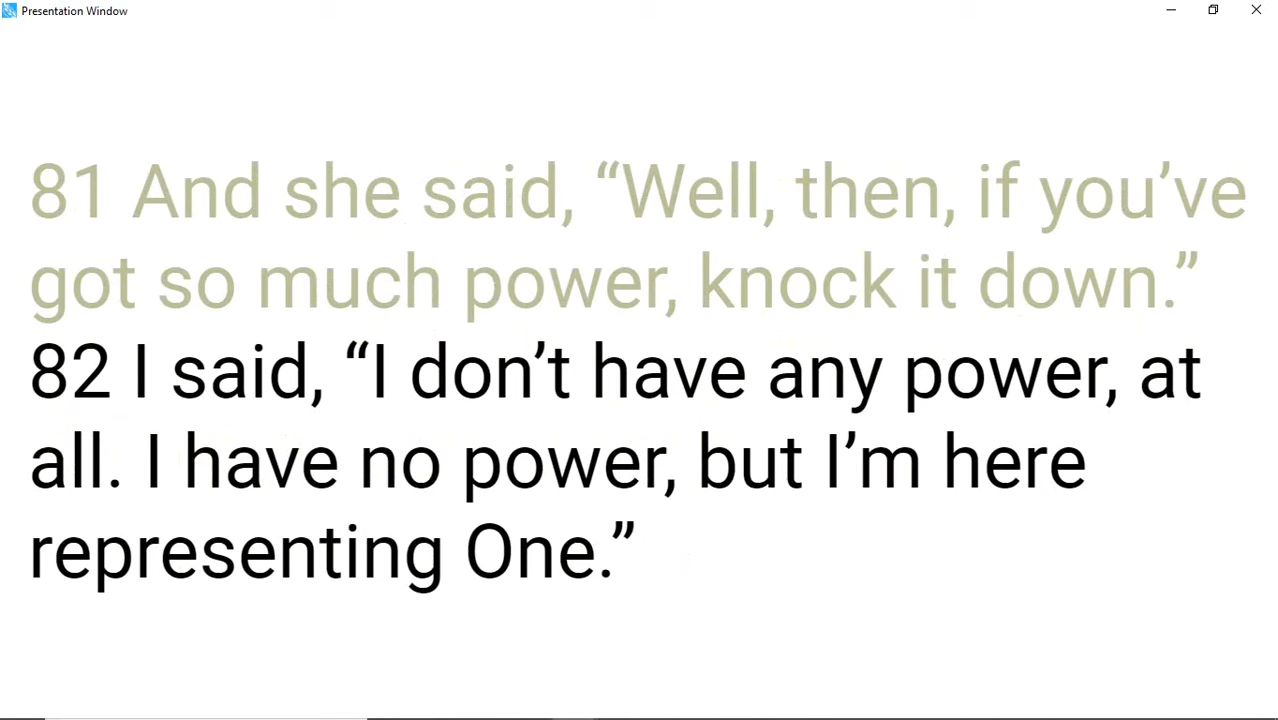 Presentation Window
81 And she said, “Well, then, if you’ve
got so much power, knock it down.”
82 I said, “I don’t have any power, at
all. I have no power, but I’m here
representing One.”